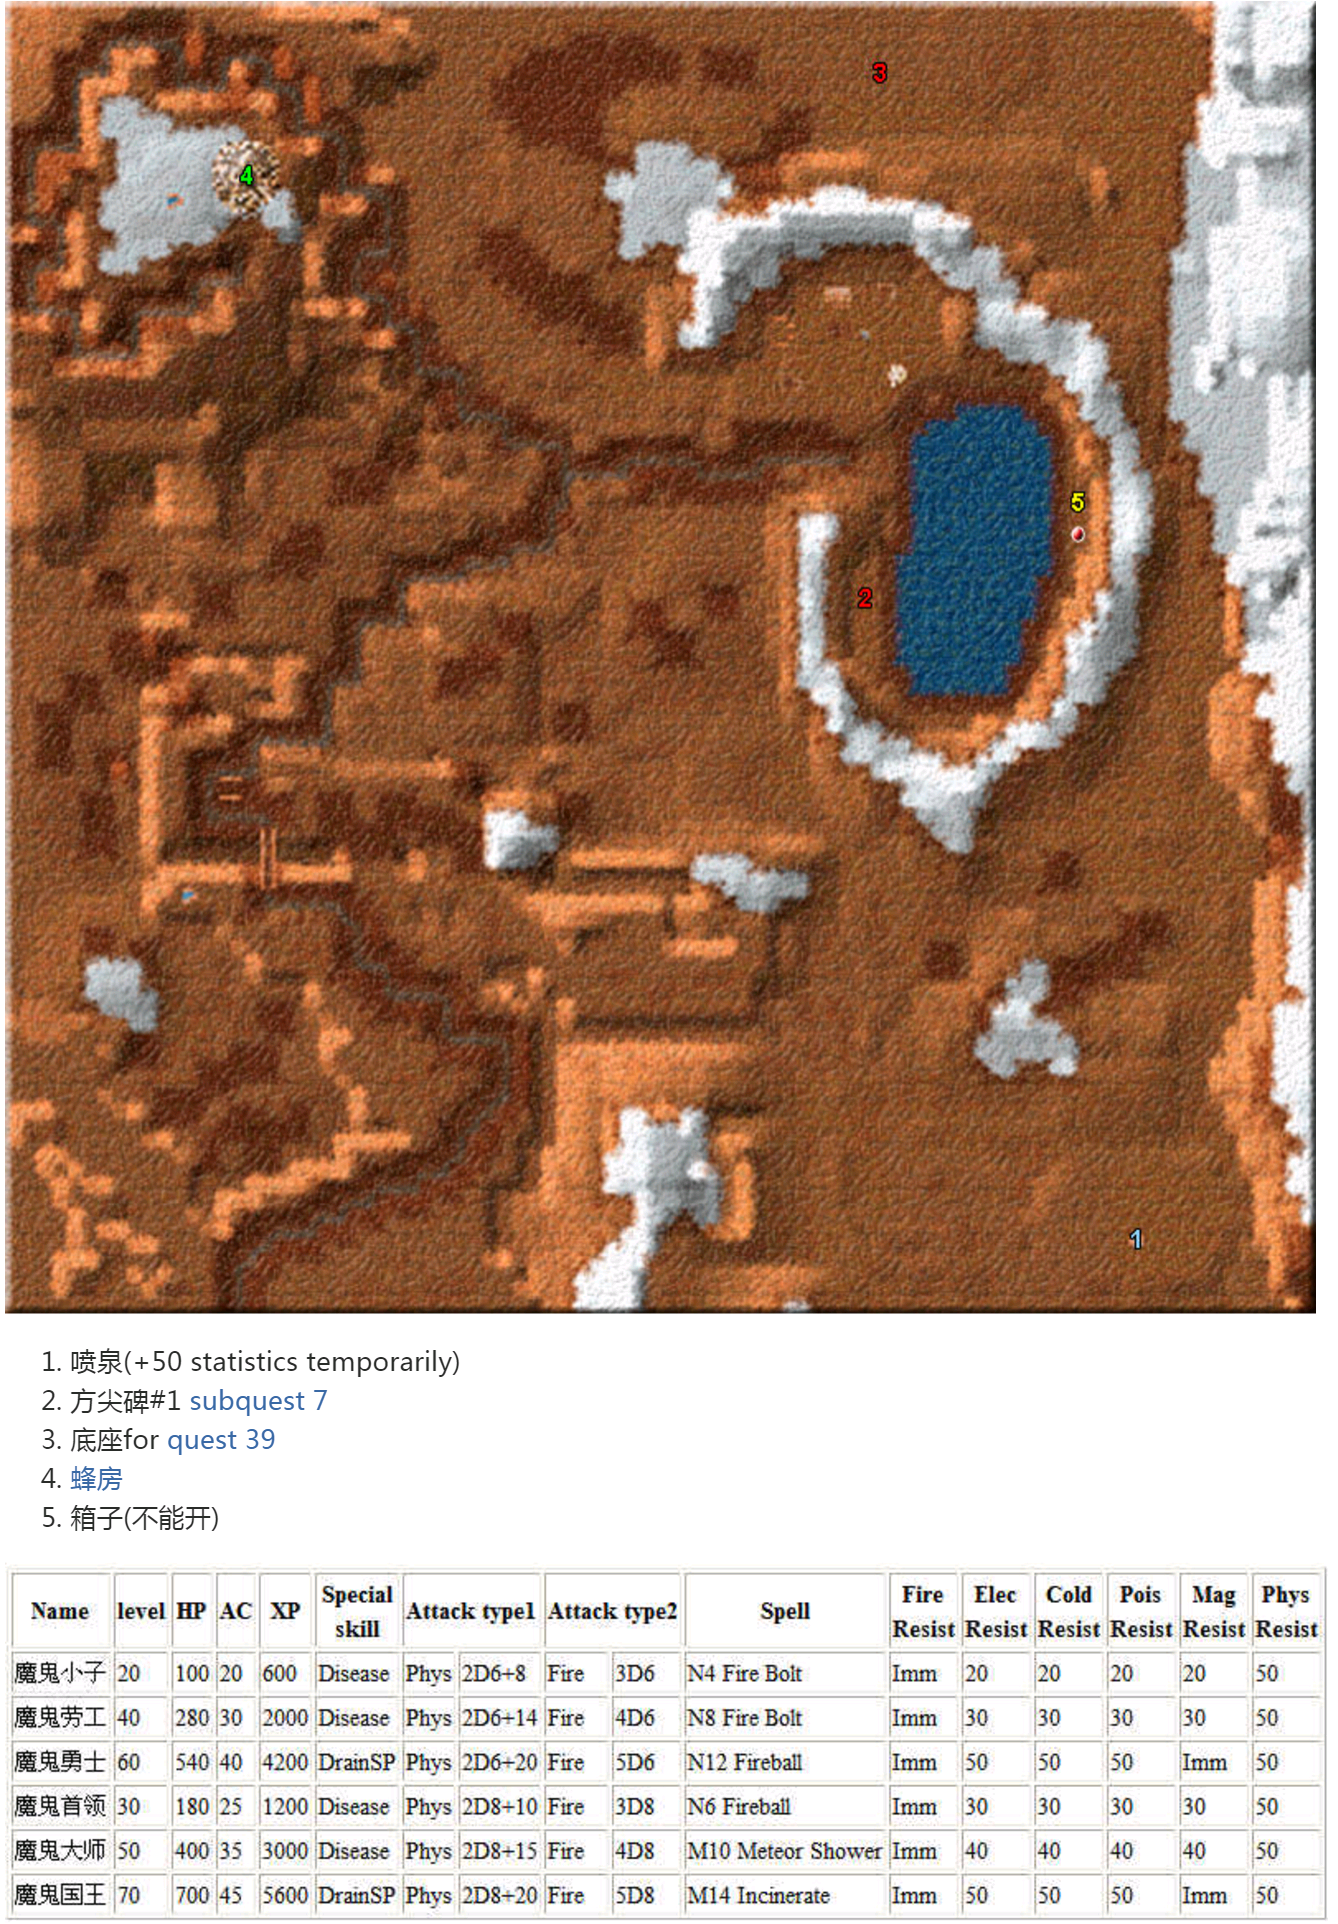 3
4
5
2
1
1. 喷泉(+50 statistics temporarily)
2. 方尖碑#1 subquest 7
3. 底座for quest 39
4. 蜂房
5. 箱子(不能开)
Name level HP AC XP Special skill Attack type1 Attack type2 Spell Fire Resist Elec Resist Cold Resist Pois Resist Mag Resist Phys Resist
魔鬼小子 20 100 20 600 Disease Phys 2D6+8 Fire 3D6 N4 Fire Bolt Imm 20 20 20 20 50
魔鬼劳工 40 280 30 2000 Disease Phys 2D6+14 Fire 4D6 N8 Fire Bolt Imm 30 30 30 30 50
魔鬼勇士 60 540 40 4200 DrainSP Phys 2D6+20 Fire 5D6 N12 Fireball Imm 50 50 50 Imm 50
魔鬼首领 30 180 25 1200 Disease Phys 2D8+10 Fire 3D8 N6 Fireball Imm 30 30 30 30 50
魔鬼大师 50 400 35 3000 Disease Phys 2D8+15 Fire 4D8 M10 Meteor Shower Imm 40 40 40 40 50
魔鬼国王 70 700 45 5600 DrainSP Phys 2D8+20 Fire 5D8 M14 Incinerate Imm 50 50 50 Imm 50